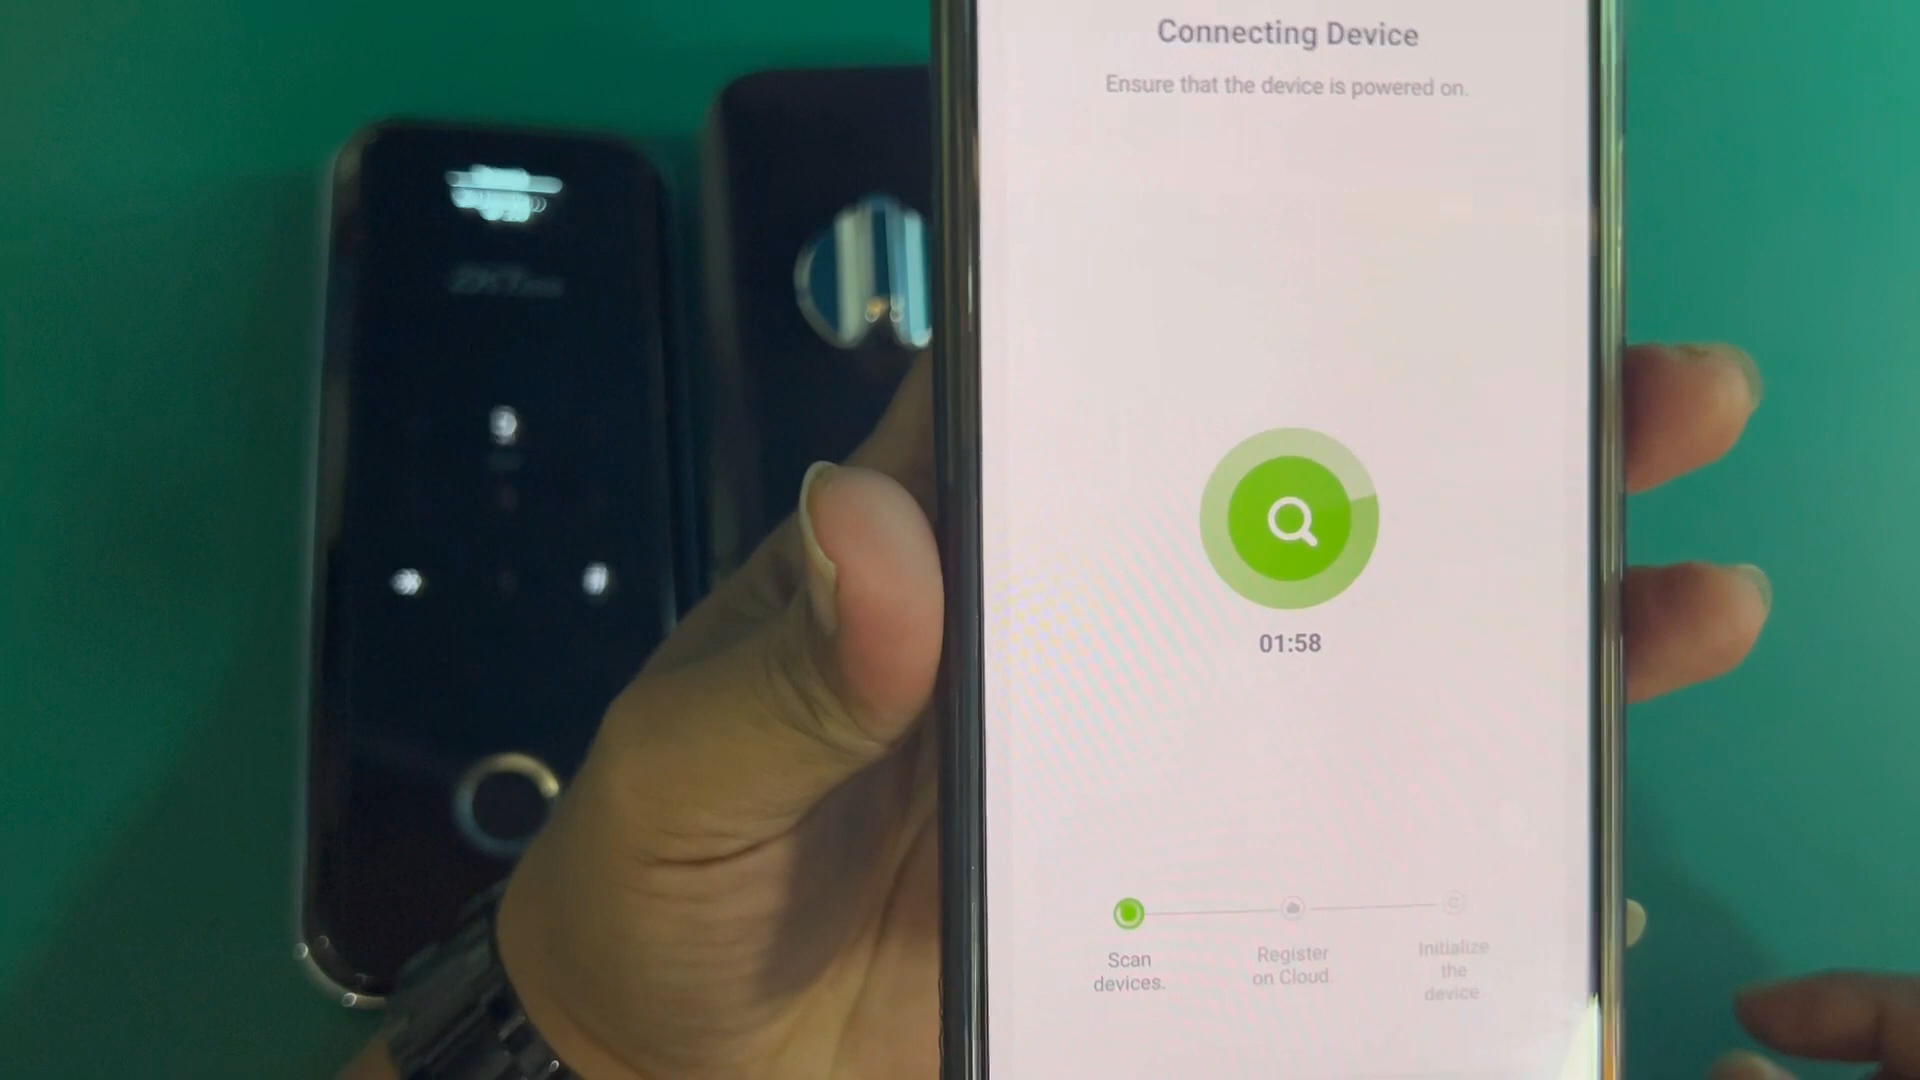 Connecting Device
Ensure that the device is powered on.
01:58
Scan
devices.
Register
on Cloud.
Initialize
the
device